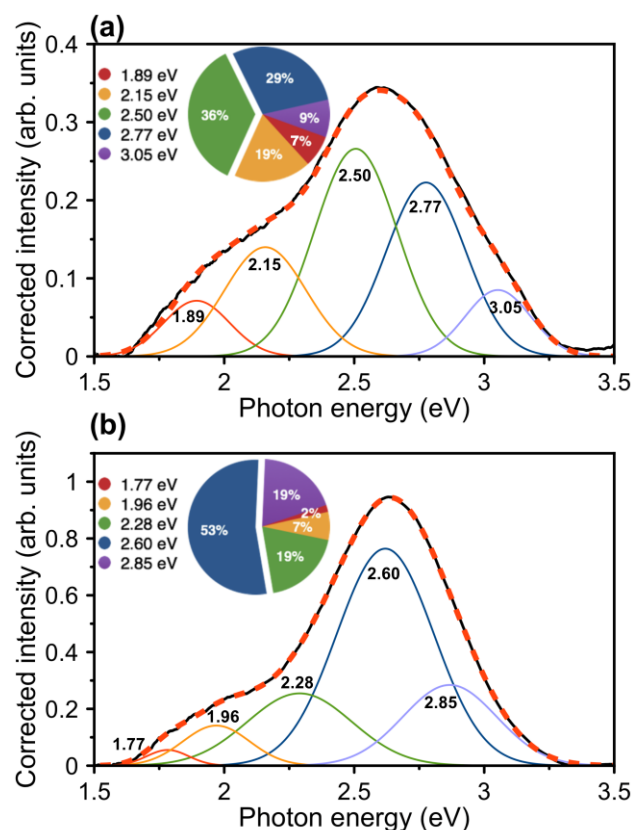 (a)
0.4
0.3
0.2
0.1
0
Corrected intensity (arb. units)
1.89 eV
2.15 eV
2.50 eV
2.77 eV
3.05 eV
29%
36%
9%
7%
19%
2.50
2.77
2.15
1.89
3.05
1.5
2
2.5
3
3.5
Photon energy (eV)
(b)
1
0.8
0.6
0.4
0.2
0
Corrected intensity (arb. units)
1.77 eV
1.96 eV
2.28 eV
2.60 eV
2.85 eV
19%
53%
2%
7%
19%
2.60
2.28
2.85
1.96
1.77
1.5
2
2.5
3
3.5
Photon energy (eV)